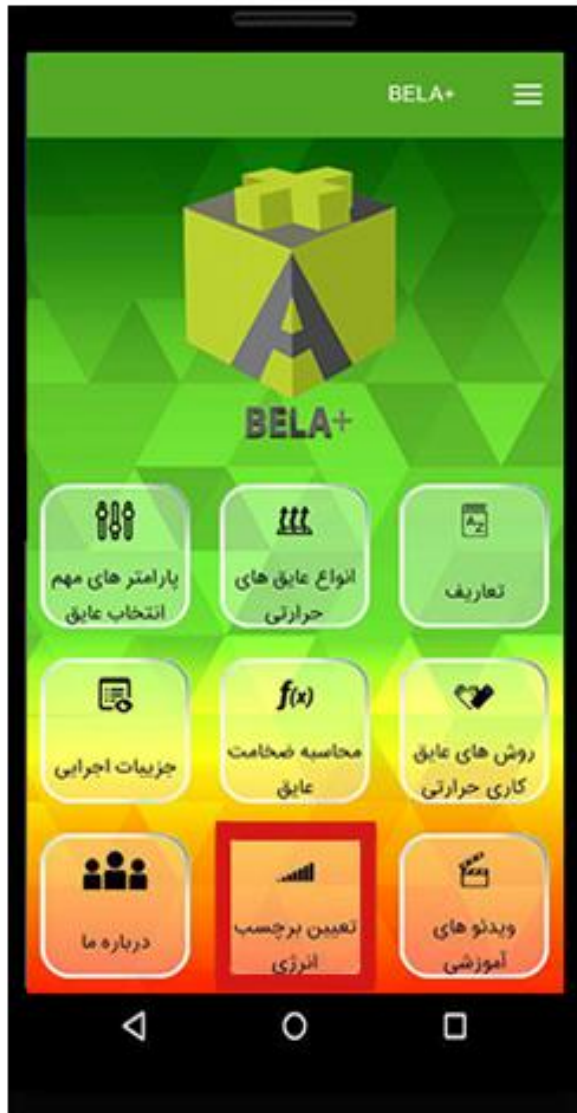 BELA+
BELA+
تعاریف
انواع عایق های
حرارتی
پارامتر های مهم
انتخاب عایق
روش های عایق
کاری حرارتی
f(x)
محاسبه ضخامت
عایق
جزییات اجرایی
ویدئو های
آموزشی
تعیین برچسب
انرژی
درباره ما